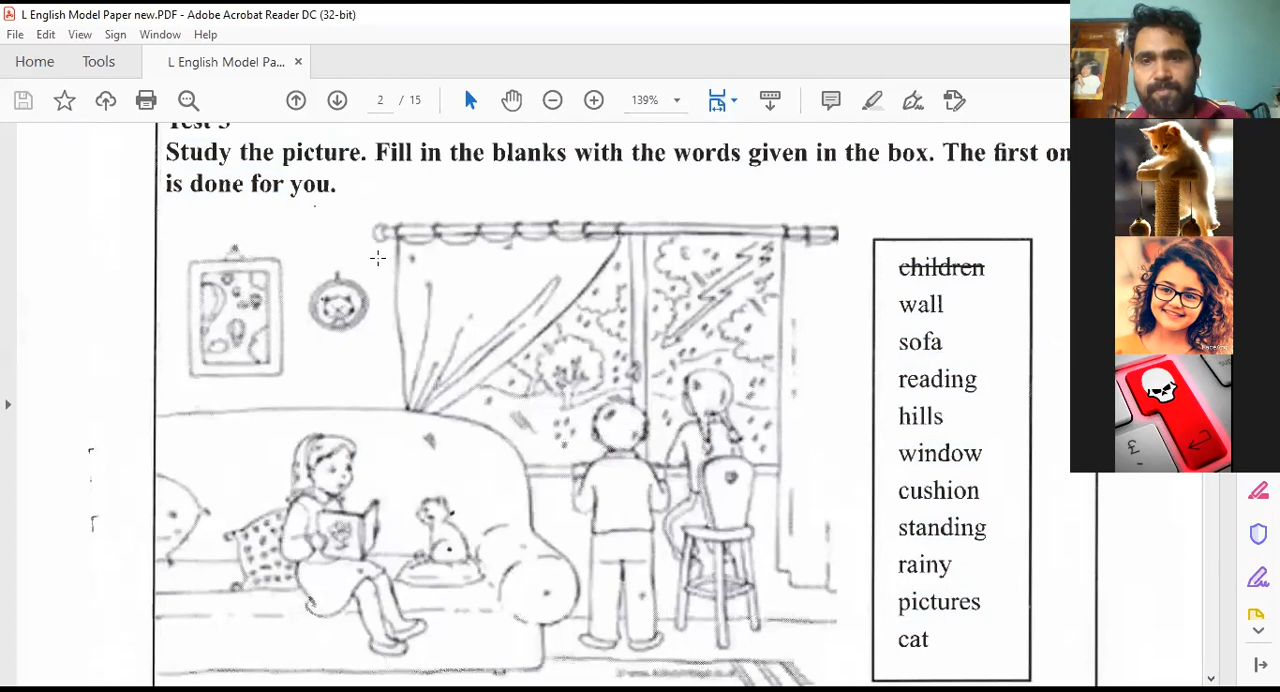 L English Model Paper new.PDF - Adobe Acrobat Reader DC (32-bit)
File Edit View Sign Window Help
Home Tools L English Model Pa... ×
2 / 15 139%
Test 3
Study the picture. Fill in the blanks with the words given in the box. The first
is done for you.
children
wall
sofa
reading
hills
window
cushion
standing
rainy
pictures
cat
£